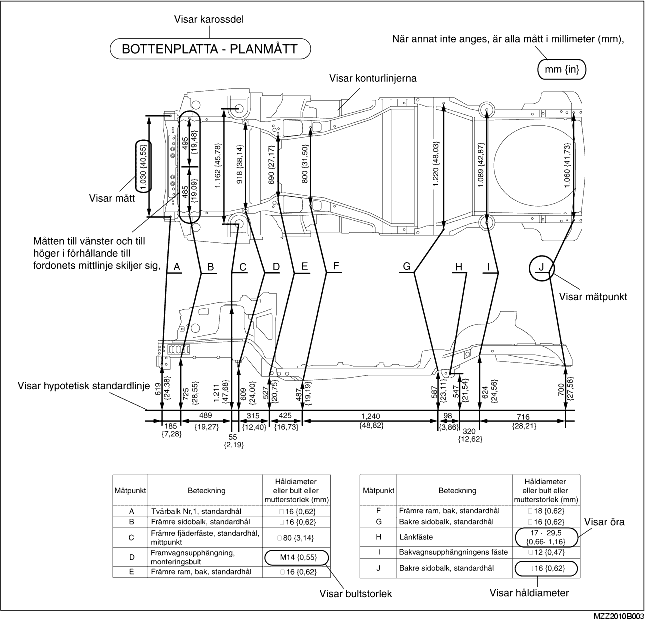 Visar karossdel
BOTTENPLATTA - PLANMÅTT
När annat inte anges, är alla mått i millimeter (mm),
mm {in}
Visar konturlinjerna
1.030 {40,55}
495 {19,48}
485 {19,09}
1.162 {45,78}
918 {36,14}
690 {27,17}
800 {31,50}
1.220 {48,03}
1.089 {42,87}
1.060 {41,73}
Visar mått
Måtten till vänster och till
höger i förhållande till
fordonets mittlinje skiljer sig,
A B C D E F G H I J
Visar mätpunkt
Visar hypotetisk standardlinje
619 {24,38}
725 {28,55}
1.211 {47,68}
609 {24,00}
527 {20,75}
487 {19,19}
587 {23,11}
547 {21,54}
624 {24,56}
700 {27,56}
185 {7,28}
489 {19,27}
55 {2,19}
315 {12,40}
425 {16,73}
1,240 {48,82}
98 {3,86}
320 {12,62}
716 {28,21}
Mätpunkt Beteckning Håldiameter eller bult eller mutterstorlek (mm)
A Tvärbalk Nr,1, standardhål □16 {0,62}
B Främre sidobalk, standardhål □16 {0,62}
C Främre fjäderfäste, standardhål, mittpunkt □80 {3,14}
D Framvagnsupphängning, monteringsbult M14 {0,55}
E Främre ram, bak, standardhål □16 {0,62}
Mätpunkt Beteckning Håldiameter eller bult eller mutterstorlek (mm)
F Främre ram, bak, standardhål □18 {0,62}
G Bakre sidobalk, standardhål □16 {0,62}
H Länkfäste 17 - 29,5 {0,66- 1,16}
I Bakvagnsupphängningens fäste □12 {0,47}
J Bakre sidobalk, standardhål □16 {0,62}
Visar öra
Visar bultstorlek
Visar håldiameter
MZZ2010B003